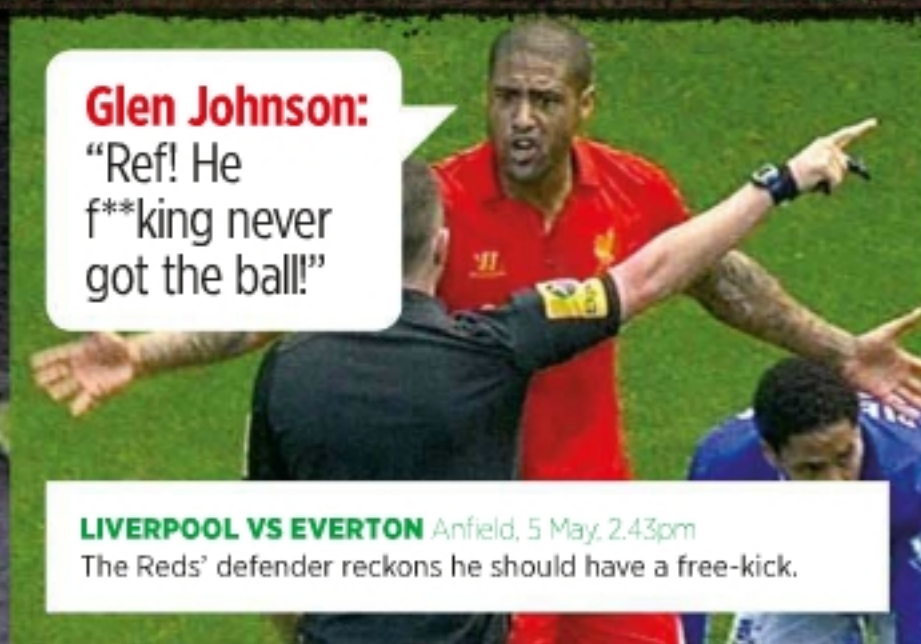 Glen Johnson:
“Ref! He
f**king never
got the ball!”
LIVERPOOL VS EVERTON Anfield, 5 May, 2.43pm
The Reds’ defender reckons he should have a free-kick.